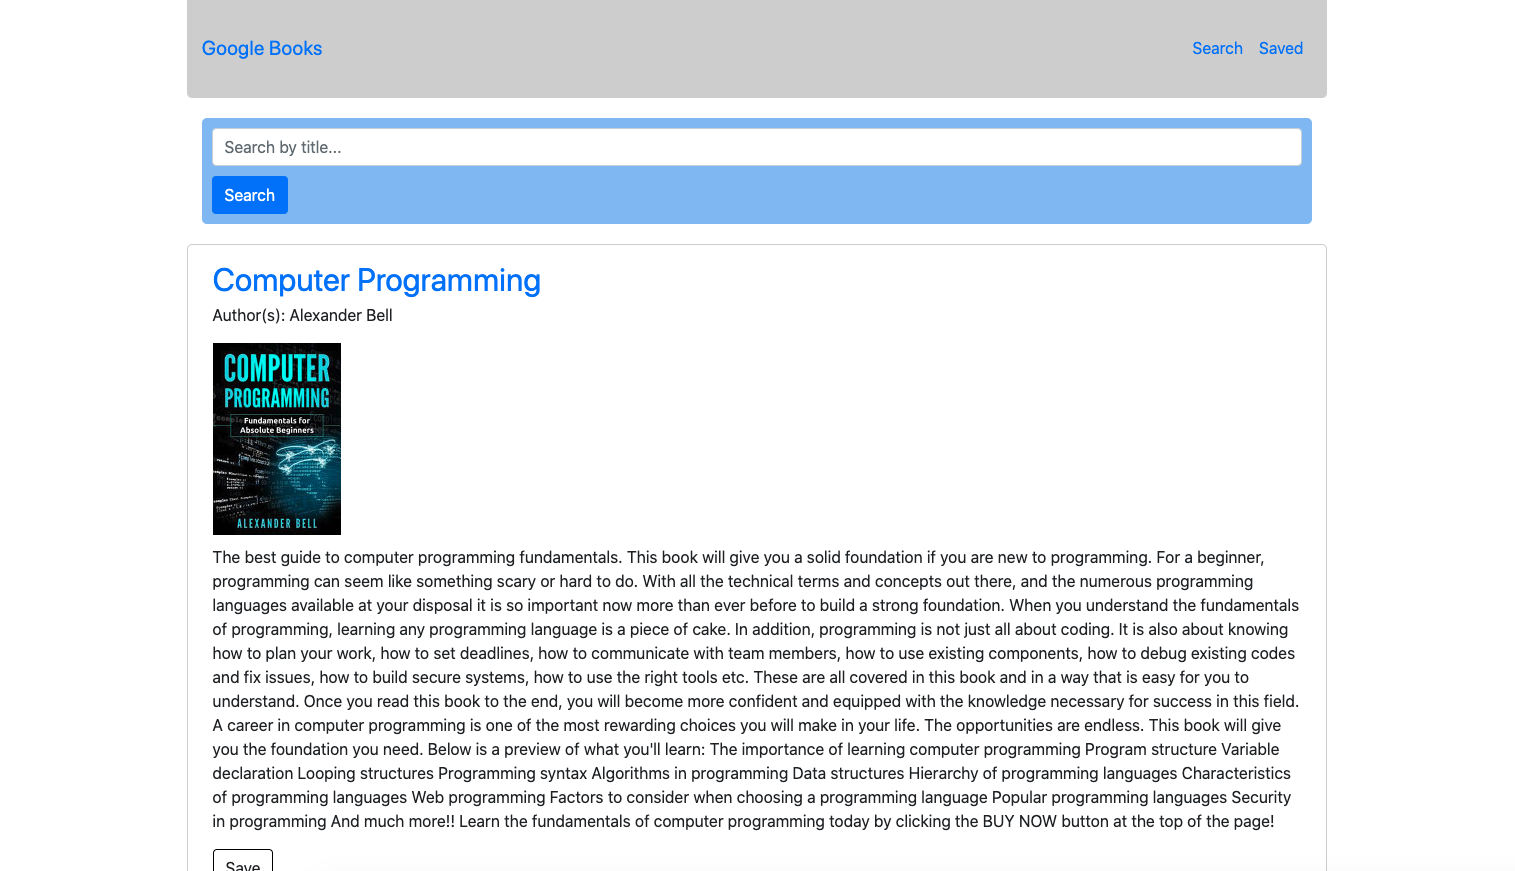 Google Books
Search Saved
Search by title...
Search
Computer Programming
Author(s): Alexander Bell
COMPUTER
PROGRAMMING
Fundamentals for
Absolute Beginners
ALEXANDER BELL
The best guide to computer programming fundamentals. This book will give you a solid foundation if you are new to programming. For a beginner,
programming can seem like something scary or hard to do. With all the technical terms and concepts out there, and the numerous programming
languages available at your disposal it is so important now more than ever before to build a strong foundation. When you understand the fundamentals
of programming, learning any programming language is a piece of cake. In addition, programming is not just all about coding. It is also about knowing
how to plan your work, how to set deadlines, how to communicate with team members, how to use existing components, how to debug existing codes
and fix issues, how to build secure systems, how to use the right tools etc. These are all covered in this book and in a way that is easy for you to
understand. Once you read this book to the end, you will become more confident and equipped with the knowledge necessary for success in this field.
A career in computer programming is one of the most rewarding choices you will make in your life. The opportunities are endless. This book will give
you the foundation you need. Below is a preview of what you'll learn: The importance of learning computer programming Program structure Variable
declaration Looping structures Programming syntax Algorithms in programming Data structures Hierarchy of programming languages Characteristics
of programming languages Web programming Factors to consider when choosing a programming language Popular programming languages Security
in programming And much more!! Learn the fundamentals of computer programming today by clicking the BUY NOW button at the top of the page!
Save